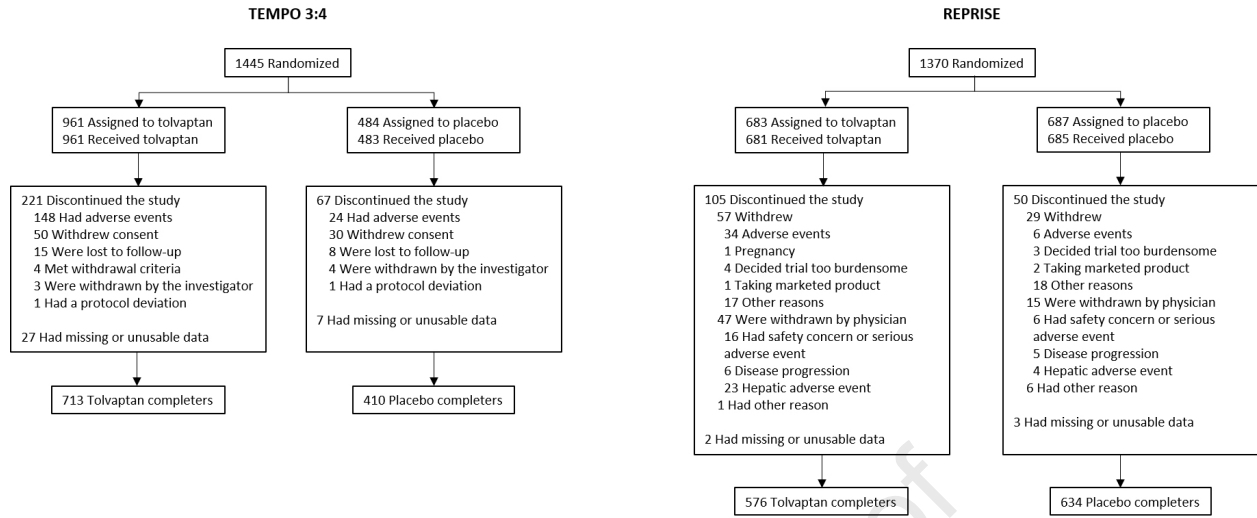 TEMPO 3:4
1445 Randomized
961 Assigned to tolvaptan
961 Received tolvaptan
484 Assigned to placebo
483 Received placebo
221 Discontinued the study
148 Had adverse events
50 Withdrew consent
15 Were lost to follow-up
4 Met withdrawal criteria
3 Were withdrawn by the investigator
1 Had a protocol deviation
27 Had missing or unusable data
67 Discontinued the study
24 Had adverse events
30 Withdrew consent
8 Were lost to follow-up
4 Were withdrawn by the investigator
1 Had a protocol deviation
7 Had missing or unusable data
713 Tolvaptan completers
410 Placebo completers
REPRISE
1370 Randomized
683 Assigned to tolvaptan
681 Received tolvaptan
687 Assigned to placebo
685 Received placebo
105 Discontinued the study
57 Withdrew
34 Adverse events
1 Pregnancy
4 Decided trial too burdensome
1 Taking marketed product
17 Other reasons
47 Were withdrawn by physician
16 Had safety concern or serious
adverse event
6 Disease progression
23 Hepatic adverse event
1 Had other reason
2 Had missing or unusable data
50 Discontinued the study
29 Withdrew
6 Adverse events
3 Decided trial too burdensome
2 Taking marketed product
18 Other reasons
15 Were withdrawn by physician
6 Had safety concern or serious
adverse event
5 Disease progression
4 Hepatic adverse event
6 Had other reason
3 Had missing or unusable data
576 Tolvaptan completers
634 Placebo completers
of